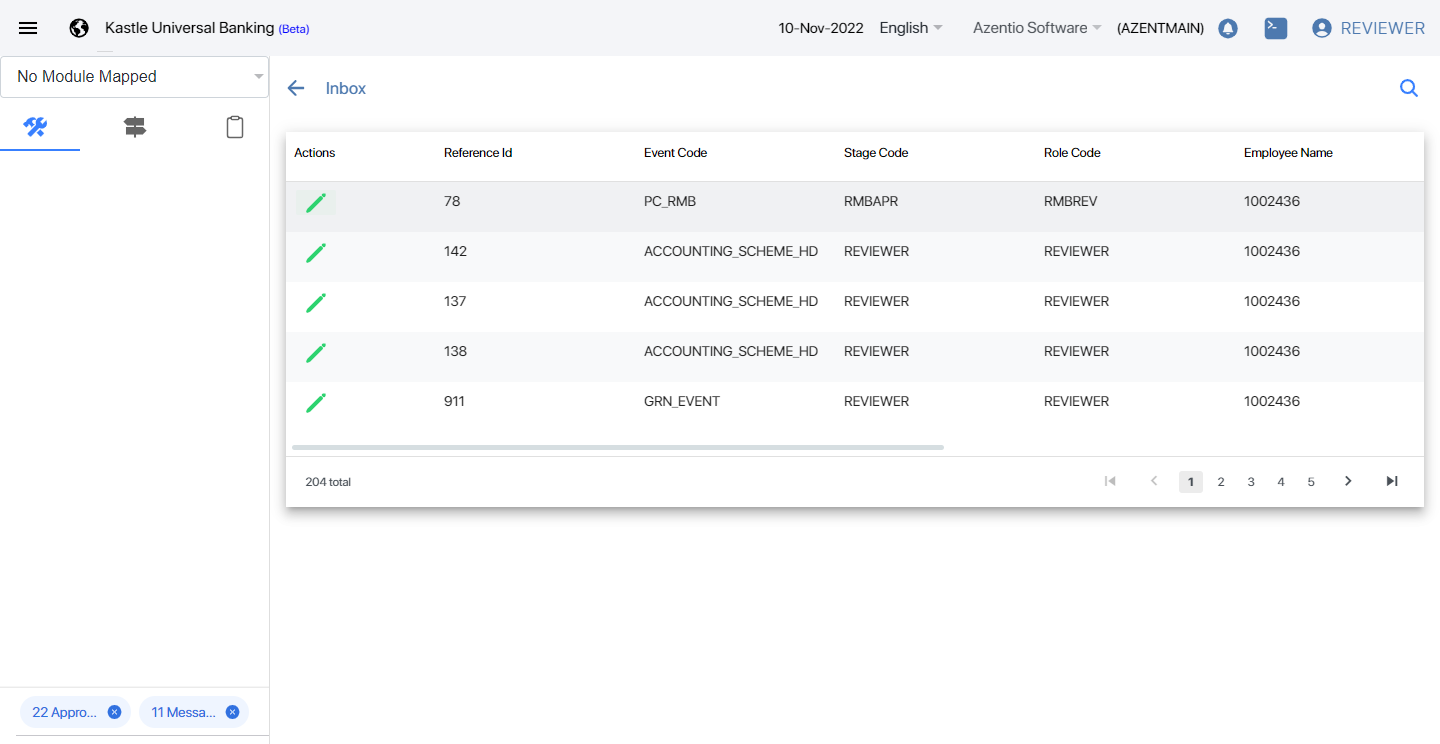 Kastle Universal Banking (Beta) 10-Nov-2022 English Azentio Software (AZENTMAIN) REVIEWER
No Module Mapped
Inbox
Actions Reference Id Event Code Stage Code Role Code Employee Name
78 PC_RMB RMBAPR RMBREV 1002436
142 ACCOUNTING_SCHEME_HD REVIEWER REVIEWER 1002436
137 ACCOUNTING_SCHEME_HD REVIEWER REVIEWER 1002436
138 ACCOUNTING_SCHEME_HD REVIEWER REVIEWER 1002436
911 GRN_EVENT REVIEWER REVIEWER 1002436
204 total 1 2 3 4 5
22 Appro... 11 Messa...